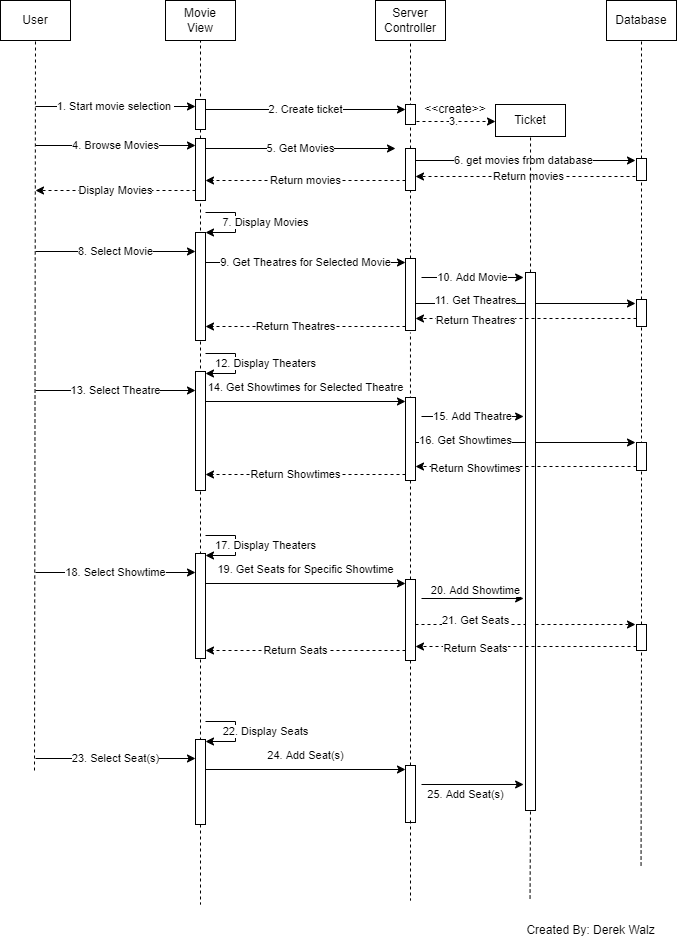 User
Movie
View
Server
Controller
Database
1. Start movie selection
2. Create ticket
<<create>>
3.
Ticket
4. Browse Movies
5. Get Movies
6. get movies from database
Return movies
Return movies
Display Movies
7. Display Movies
8. Select Movie
9. Get Theatres for Selected Movie
10. Add Movie
11. Get Theatres
Return Theatres
Return Theatres
12. Display Theaters
13. Select Theatre
14. Get Showtimes for Selected Theatre
15. Add Theatre
16. Get Showtimes
Return Showtimes
Return Showtimes
17. Display Theaters
18. Select Showtime
19. Get Seats for Specific Showtime
20. Add Showtime
21. Get Seats
Return Seats
Return Seats
22. Display Seats
23. Select Seat(s)
24. Add Seat(s)
25. Add Seat(s)
Created By: Derek Walz